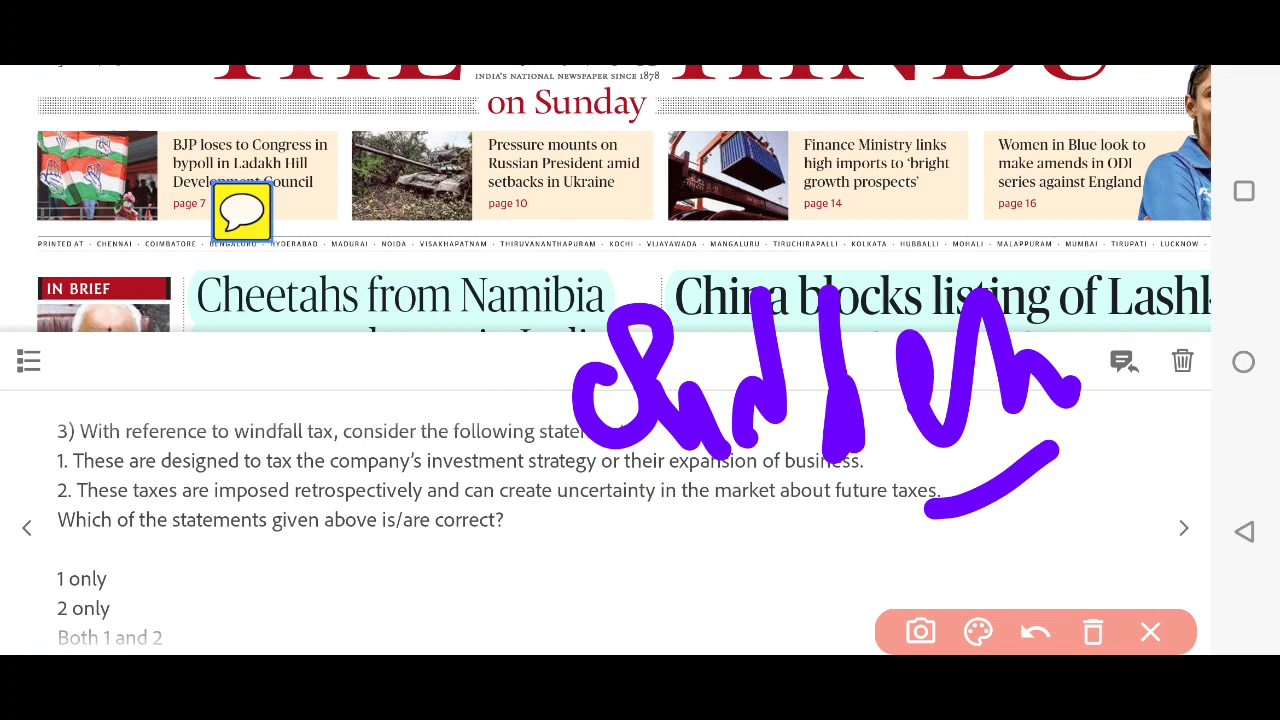 THE HINDU
INDIA'S NATIONAL NEWSPAPER SINCE 1878
on Sunday
BJP loses to Congress in
bypoll in Ladakh Hill
Development Council
page 7
Pressure mounts on
Russian President amid
setbacks in Ukraine
page 10
Finance Ministry links
high imports to ‘bright
growth prospects’
page 14
Women in Blue look to
make amends in ODI
series against England
page 16
PRINTED AT · CHENNAI · COIMBATORE · BENGALURU · HYDERABAD · MADURAI · NOIDA · VISAKHAPATNAM · THIRUVANANTHAPURAM · KOCHI · VIJAYAWADA · MANGALURU · TIRUCHIRAPALLI · KOLKATA · HUBBALLI · MOHALI · MALAPPURAM · MUMBAI · TIRUPATI · LUCKNOW ·
IN BRIEF
Cheetahs from Namibia
China blocks listing of Lashk
3) With reference to windfall tax, consider the following
1. These are designed to tax the company’s investment strategy or their expansion of business.
2. These taxes are imposed retrospectively and can create uncertainty in the market about future taxes.
Which of the statements given above is/are correct?
1 only
2 only
Both 1 and 2